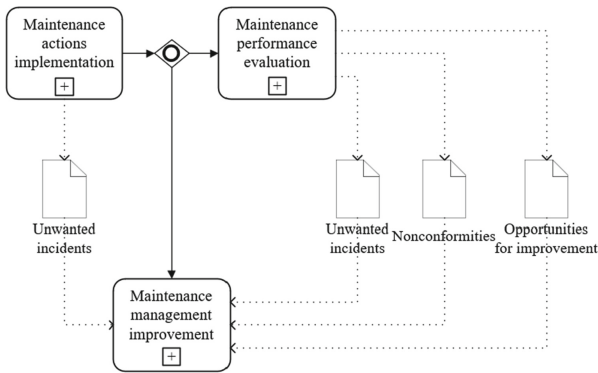 Maintenance
actions
implementation
Maintenance
performance
evaluation
Unwanted
incidents
Unwanted
incidents
Nonconformities
Opportunities
for improvement
Maintenance
management
improvement